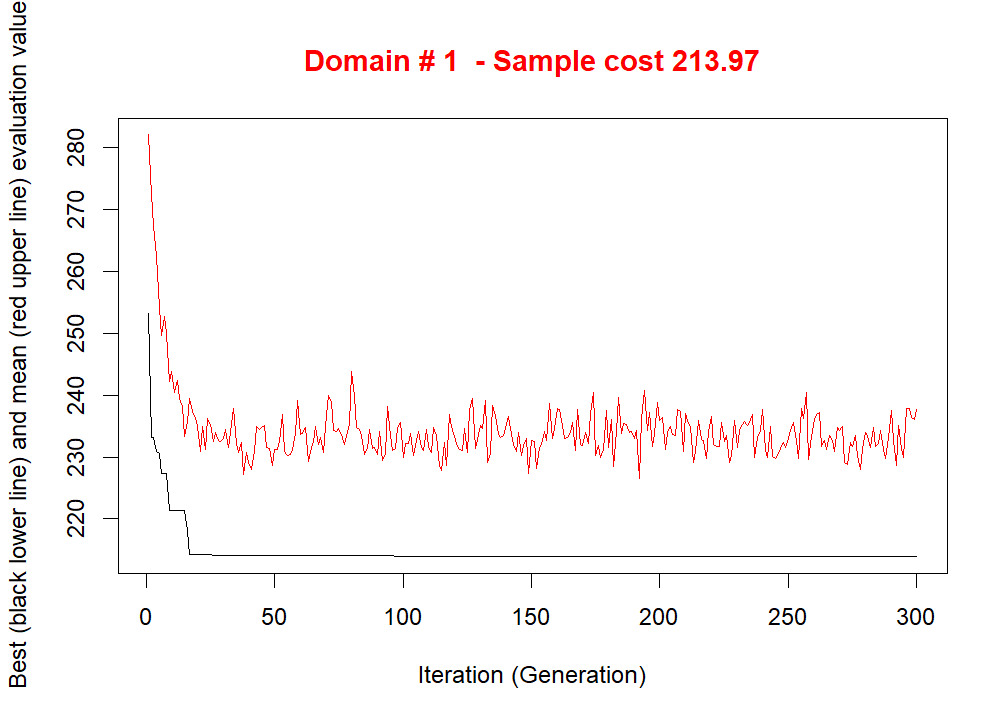 Domain # 1  - Sample cost 213.97
Best (black lower line) and mean (red upper line) evaluation value
280
270
260
250
240
230
220
0 50 100 150 200 250 300
Iteration (Generation)